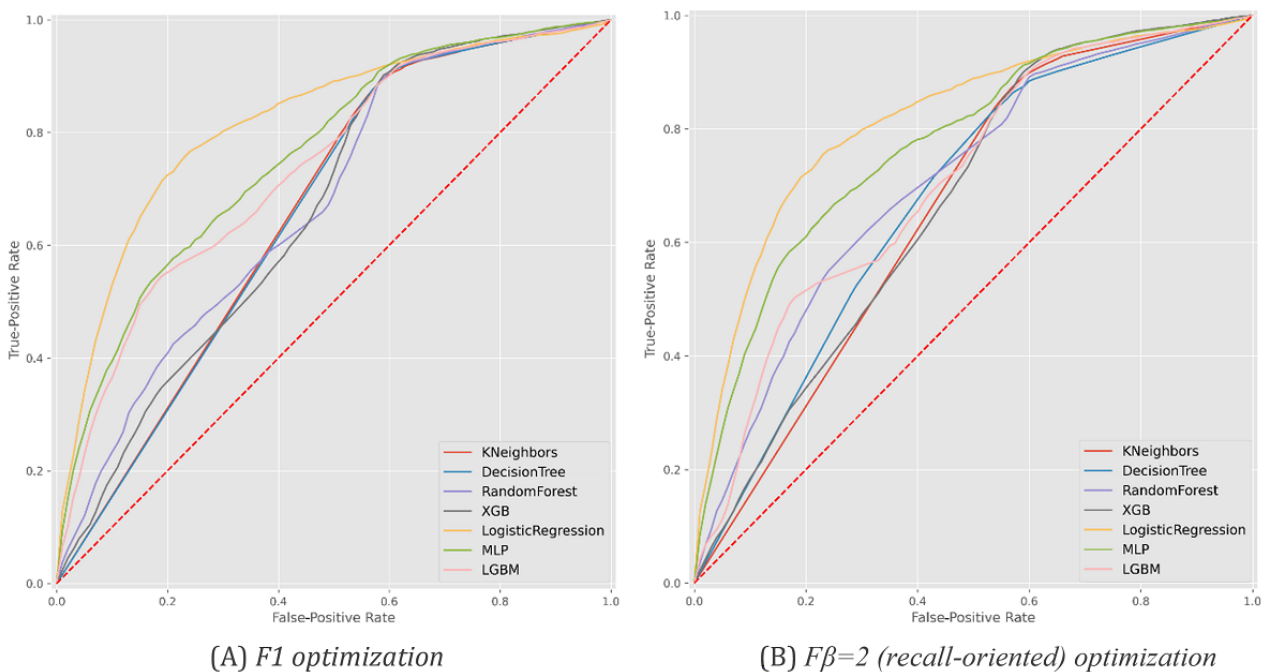 1.0
0.8
0.6
0.4
0.2
0.0
True-Positive Rate
0.0 0.2 0.4 0.6 0.8 1.0
False-Positive Rate
KNeighbors
DecisionTree
RandomForest
XGB
LogisticRegression
MLP
LGBM
(A) F1 optimization
1.0
0.8
0.6
0.4
0.2
0.0
True-Positive Rate
0.0 0.2 0.4 0.6 0.8 1.0
False-Positive Rate
KNeighbors
DecisionTree
RandomForest
XGB
LogisticRegression
MLP
LGBM
(B) Fβ=2 (recall-oriented) optimization